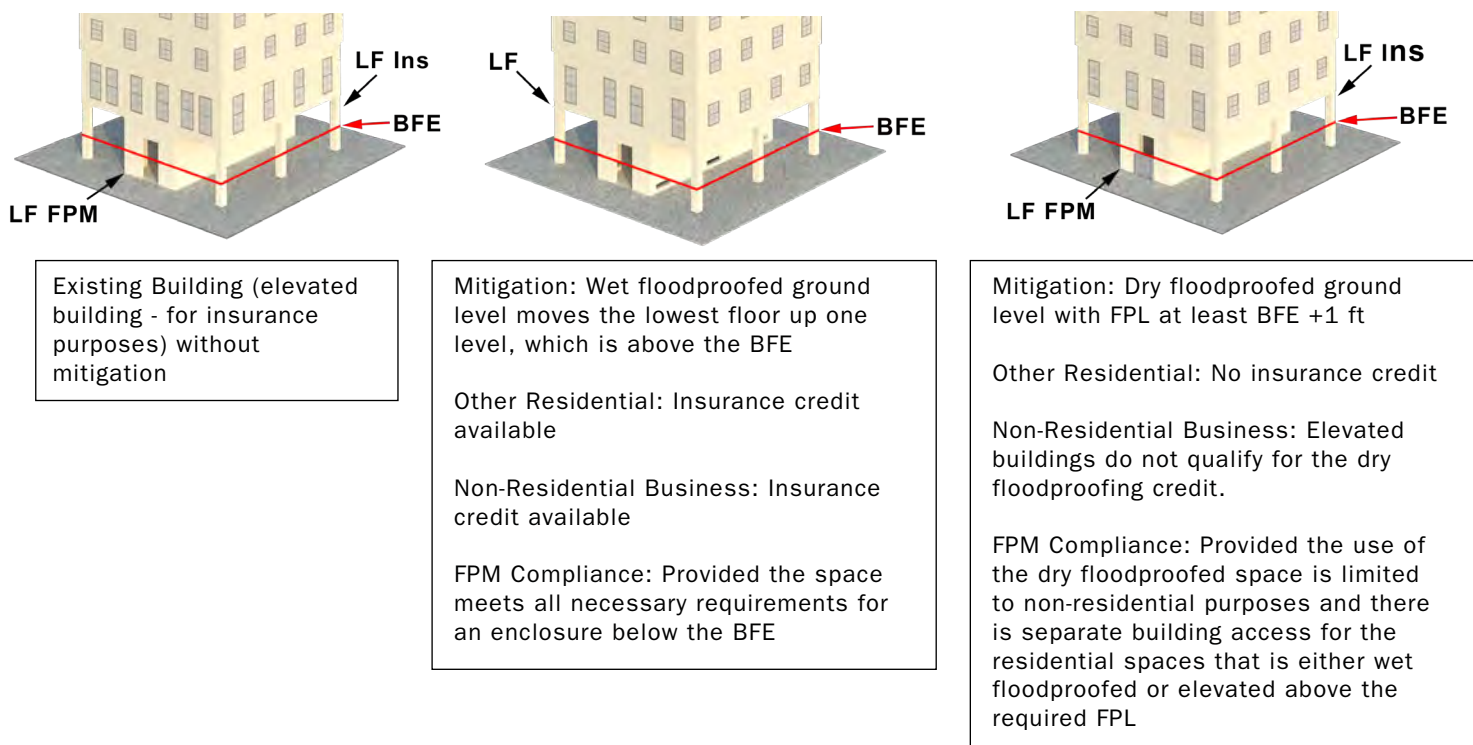 LF Ins
BFE
LF FPM
Existing Building (elevated
building - for insurance
purposes) without
mitigation
LF
BFE
Mitigation: Wet floodproofed ground
level moves the lowest floor up one
level, which is above the BFE
Other Residential: Insurance credit
available
Non-Residential Business: Insurance
credit available
FPM Compliance: Provided the space
meets all necessary requirements for
an enclosure below the BFE
LF Ins
BFE
LF FPM
Mitigation: Dry floodproofed ground
level with FPL at least BFE +1 ft
Other Residential: No insurance credit
Non-Residential Business: Elevated
buildings do not qualify for the dry
floodproofing credit.
FPM Compliance: Provided the use of
the dry floodproofed space is limited
to non-residential purposes and there
is separate building access for the
residential spaces that is either wet
floodproofed or elevated above the
required FPL